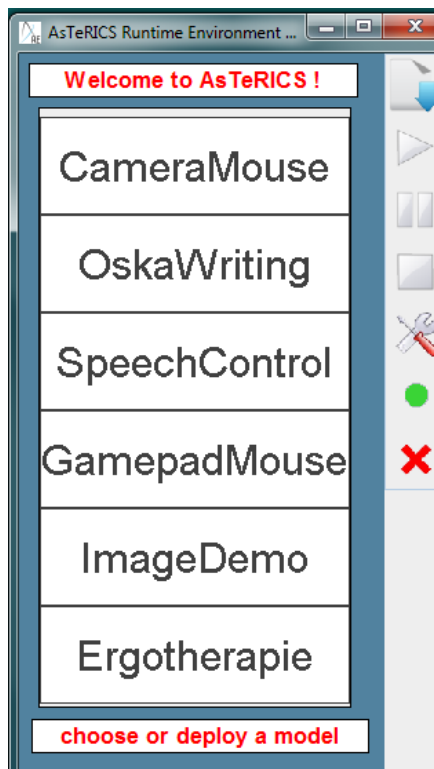 AsTeRICS Runtime Environment ...
Welcome to AsTeRICS !
CameraMouse
OskaWriting
SpeechControl
GamepadMouse
ImageDemo
Ergotherapie
choose or deploy a model